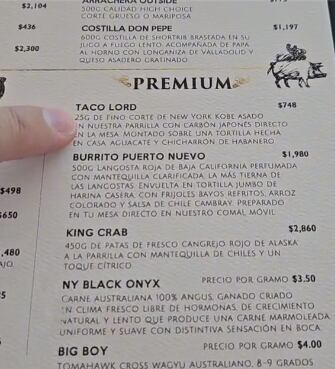 $2,104
ARRACHERA OUTSIDE
500G CALIDAD HIGH CHOICE
CORTE GRUESO O MARIPOSA
$436
COSTILLA DON PEPE $1,197
600G COSTILLA DE SHORTRIB BRASEADA EN SU
$2,300
JUGO A FUEGO LENTO, ACOMPAÑADA DE PAPA
AL HORNO CON LONGANIZA DE VALLADOLID Y
QUESO ASADERO GRATINADO
PREMIUM
TACO LORD $748
25G DE FINO CORTE DE NEW YORK KOBE ASADO
EN NUESTRA PARRILLA CON CARBÓN JAPONÉS DIRECTO
EN LA MESA MONTADO SOBRE UNA TORTILLA HECHA
EN CASA AGUACATE Y CHICHARRÓN DE HABANERO
BURRITO PUERTO NUEVO $1,980
500G LANGOSTA ROJA DE BAJA CALIFORNIA PERFUMADA
CON MANTEQUILLA CLARIFICADA, LA MÁS TIERNA DE
LAS LANGOSTAS. ENVUELTA EN TORTILLA JUMBO DE
$498
HARINA CASERA CON FRIJOLES BAYOS REFRITOS, ARROZ
COLORADO Y SALSA DE CHILE CAMBRAY. PREPARADO
$650
EN TU MESA DIRECTO EN NUESTRO COMAL MÓVIL
KING CRAB $2,860
450G DE PATAS DE FRESCO CANGREJO ROJO DE ALASKA
,480
A LA PARRILLA CON MANTEQUILLA DE CHILES Y UN
AJO,
TOQUE CÍTRICO
NY BLACK ONYX PRECIO POR GRAMO $3.50
CARNE AUSTRALIANA 100% ANGUS, GANADO CRIADO
EN CLIMA FRESCO LIBRE DE HORMONAS, DE CRECIMIENTO
NATURAL Y LENTO QUE PRODUCE UNA CARNE MARMOLEADA
UNIFORME Y SUAVE CON DISTINTIVA SENSACIÓN EN BOCA
BIG BOY PRECIO POR GRAMO $4.00
TOMAHAWK CROSS WAGYU AUSTRALIANO, 8-9 GRADOS